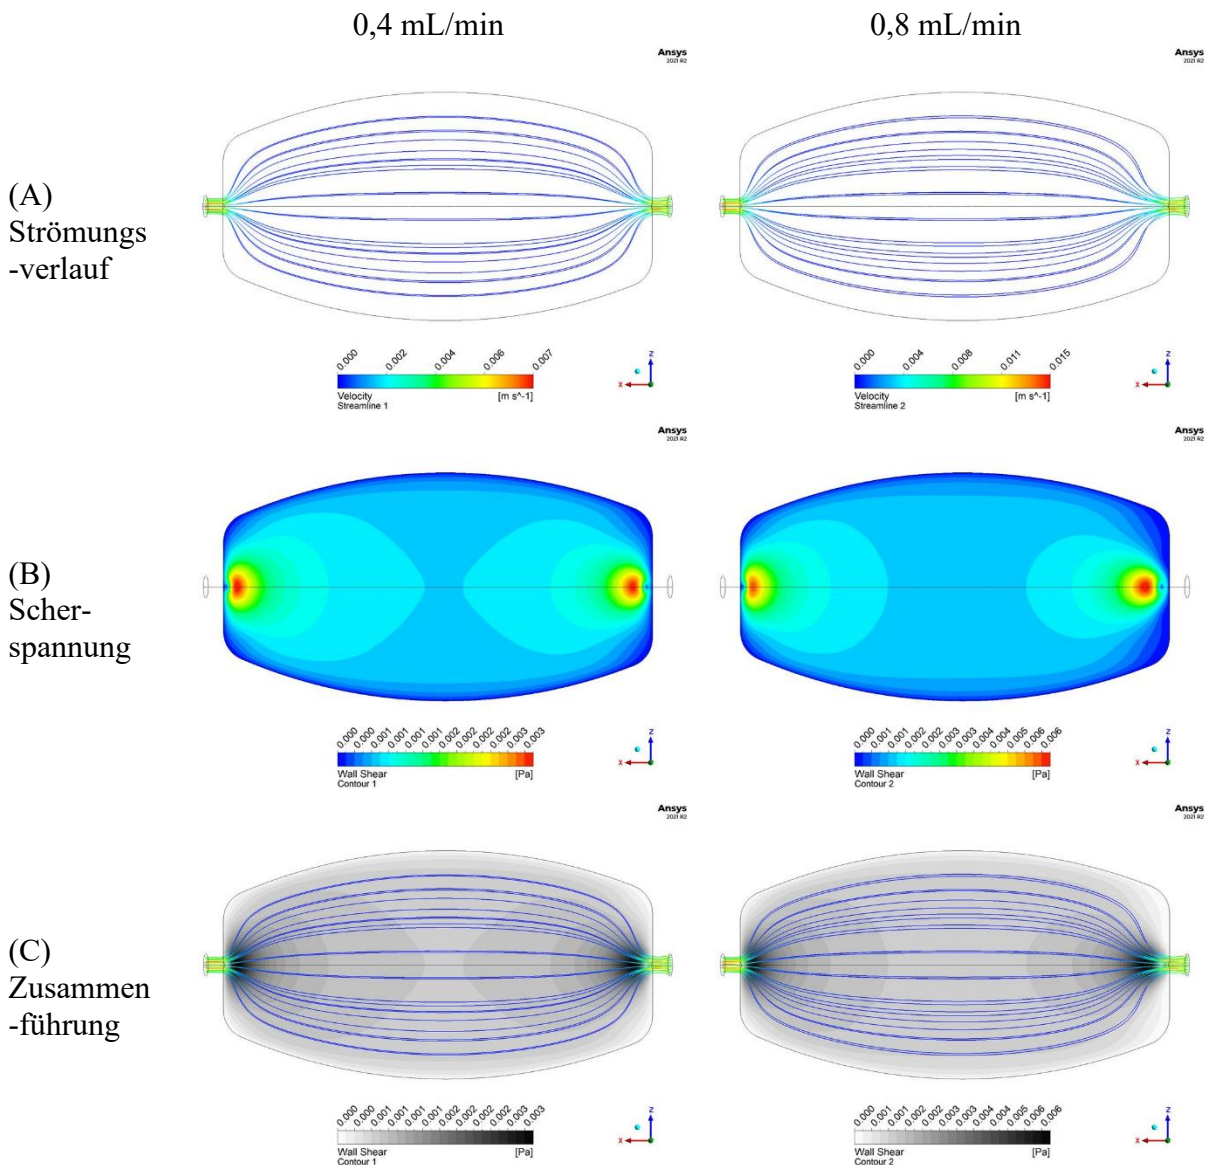 0,4 mL/min
0,8 mL/min
Ansys
2021 R2
Ansys
2021 R2
(A)
Strömungs
-verlauf
0.000 0.002 0.004 0.006 0.007
Velocity [m s^-1]
Streamline 1
z
x
0.000 0.004 0.008 0.011 0.015
Velocity [m s^-1]
Streamline 2
z
x
Ansys
2021 R2
Ansys
2021 R2
(B)
Scher-
spannung
0.000 0.000 0.001 0.001 0.001 0.001 0.002 0.002 0.002 0.002 0.003 0.003
Wall Shear [Pa]
Contour 1
z
x
0.000 0.001 0.001 0.002 0.002 0.003 0.003 0.004 0.004 0.005 0.006 0.006
Wall Shear [Pa]
Contour 2
z
x
Ansys
2021 R2
Ansys
2021 R2
(C)
Zusammen
-führung
0.000 0.000 0.001 0.001 0.001 0.001 0.002 0.002 0.002 0.002 0.003 0.003
Wall Shear [Pa]
Contour 1
z
x
0.000 0.001 0.001 0.002 0.002 0.003 0.003 0.004 0.004 0.005 0.006 0.006
Wall Shear [Pa]
Contour 2
z
x